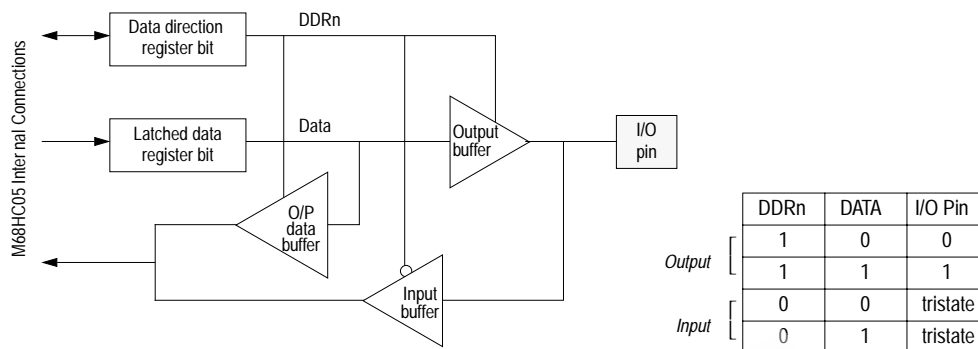 M68HC05 Internal Connections
Data direction
register bit
DDRn
Latched data
register bit
Data
Output
buffer
I/O
pin
O/P
data
buffer
Input
buffer
DDRn DATA I/O Pin
Output
1 0 0
1 1 1
Input
0 0 tristate
0 1 tristate